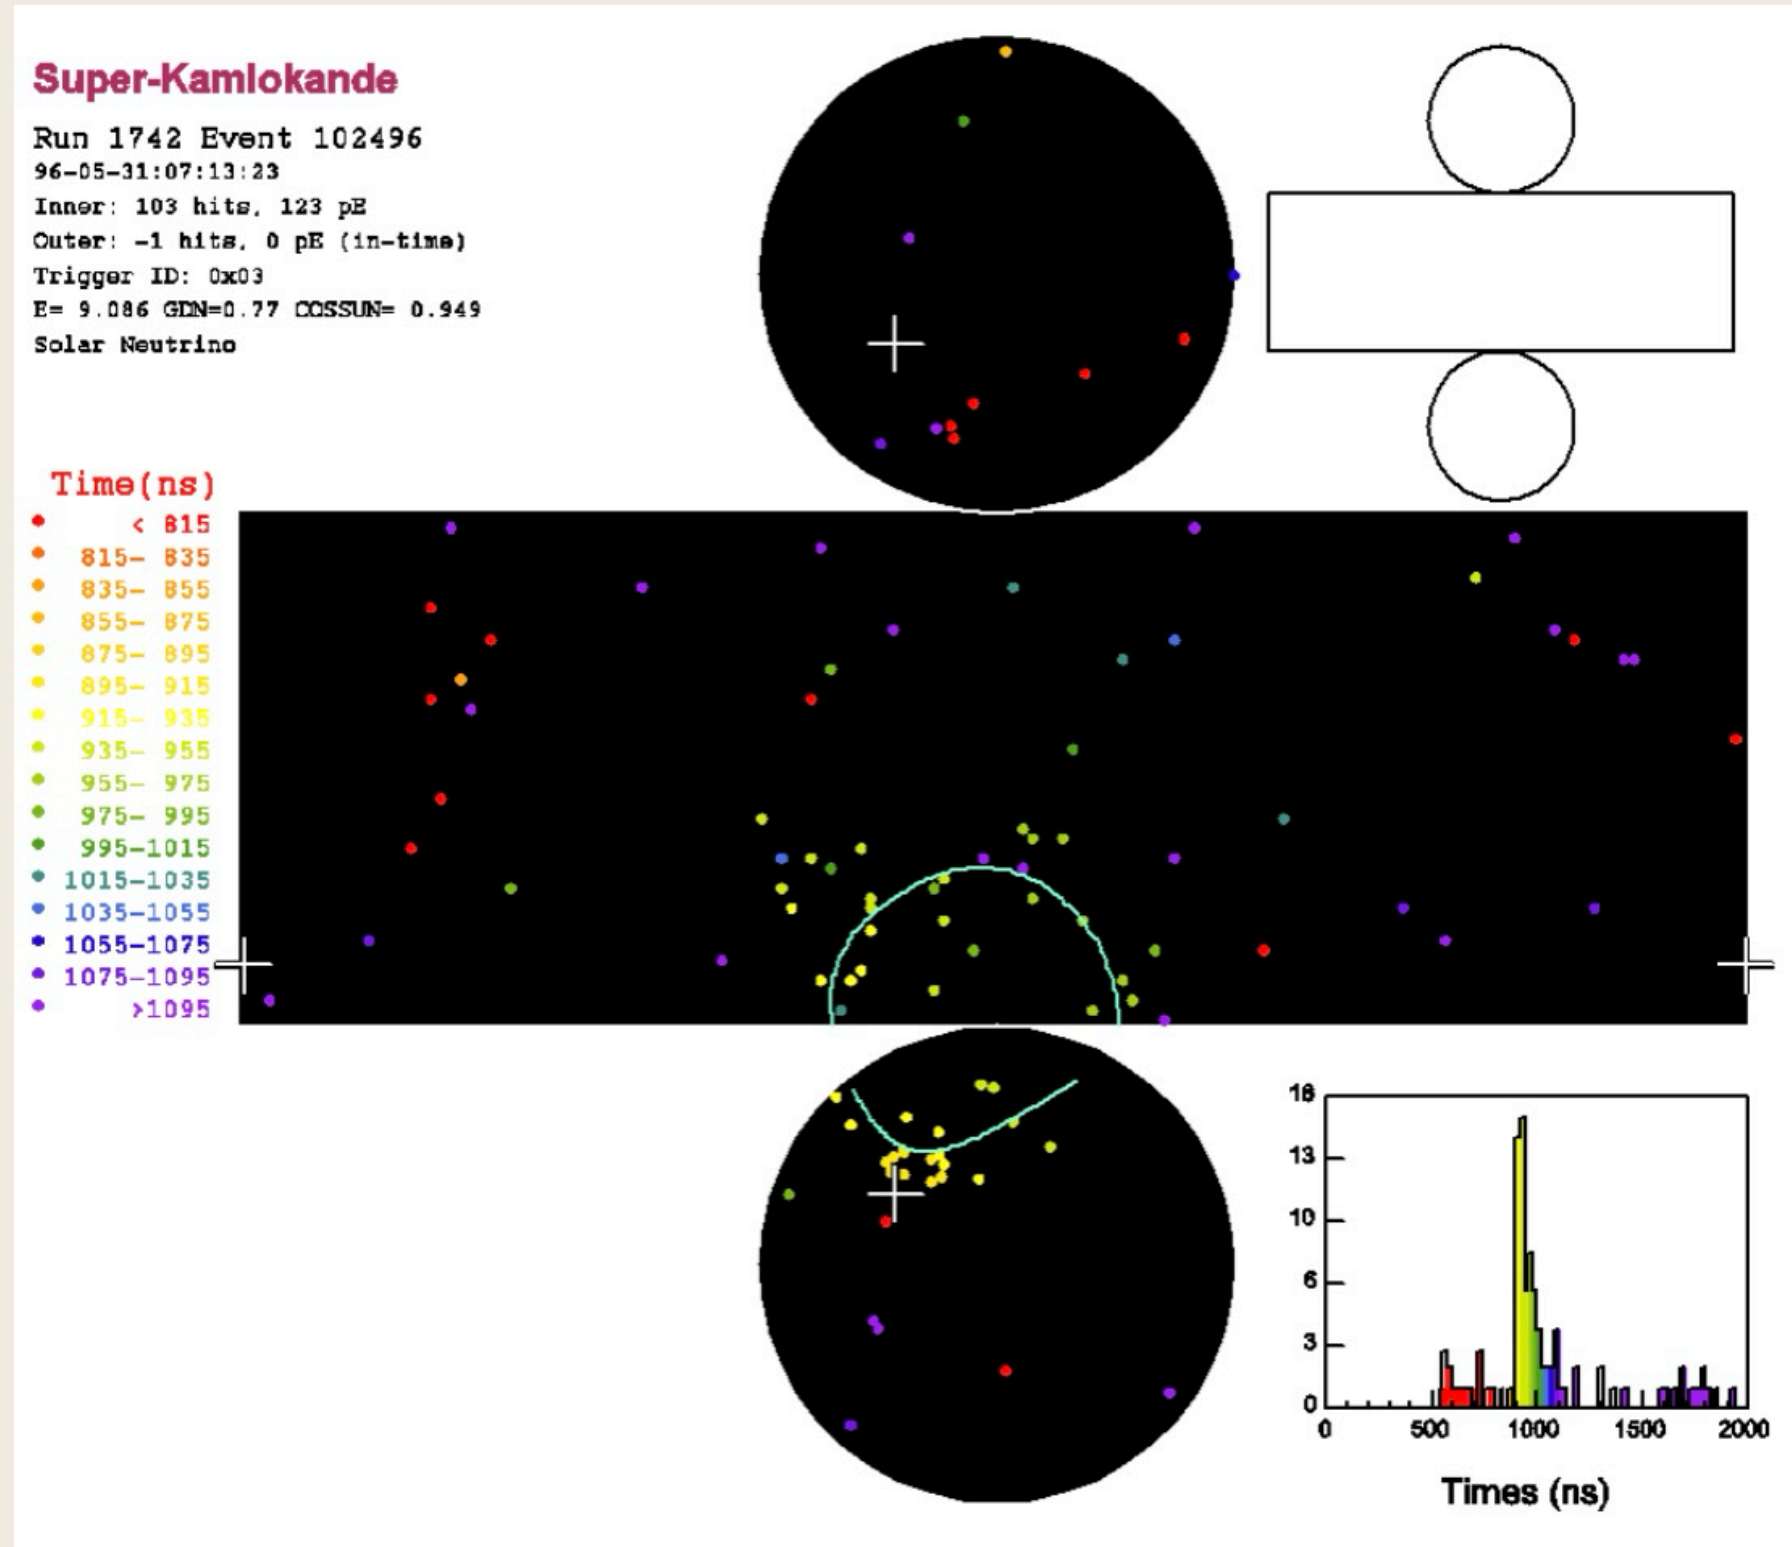 Super-Kamlokande
Run 1742 Event 102496
96-05-31:07:13:23
Inner: 103 hits, 123 pE
Outer: -1 hits, 0 pE (in-time)
Trigger ID: 0x03
E= 9.086 GDN=0.77 COSSUN= 0.949
Solar Neutrino
Time(ns)
< 815
815- 835
835- 855
855- 875
875- 895
895- 915
915- 935
935- 955
955- 975
975- 995
995-1015
1015-1035
1035-1055
1055-1075
1075-1095
>1095
16
13
10
6
3
0
0 500 1000 1500 2000
Times (ns)